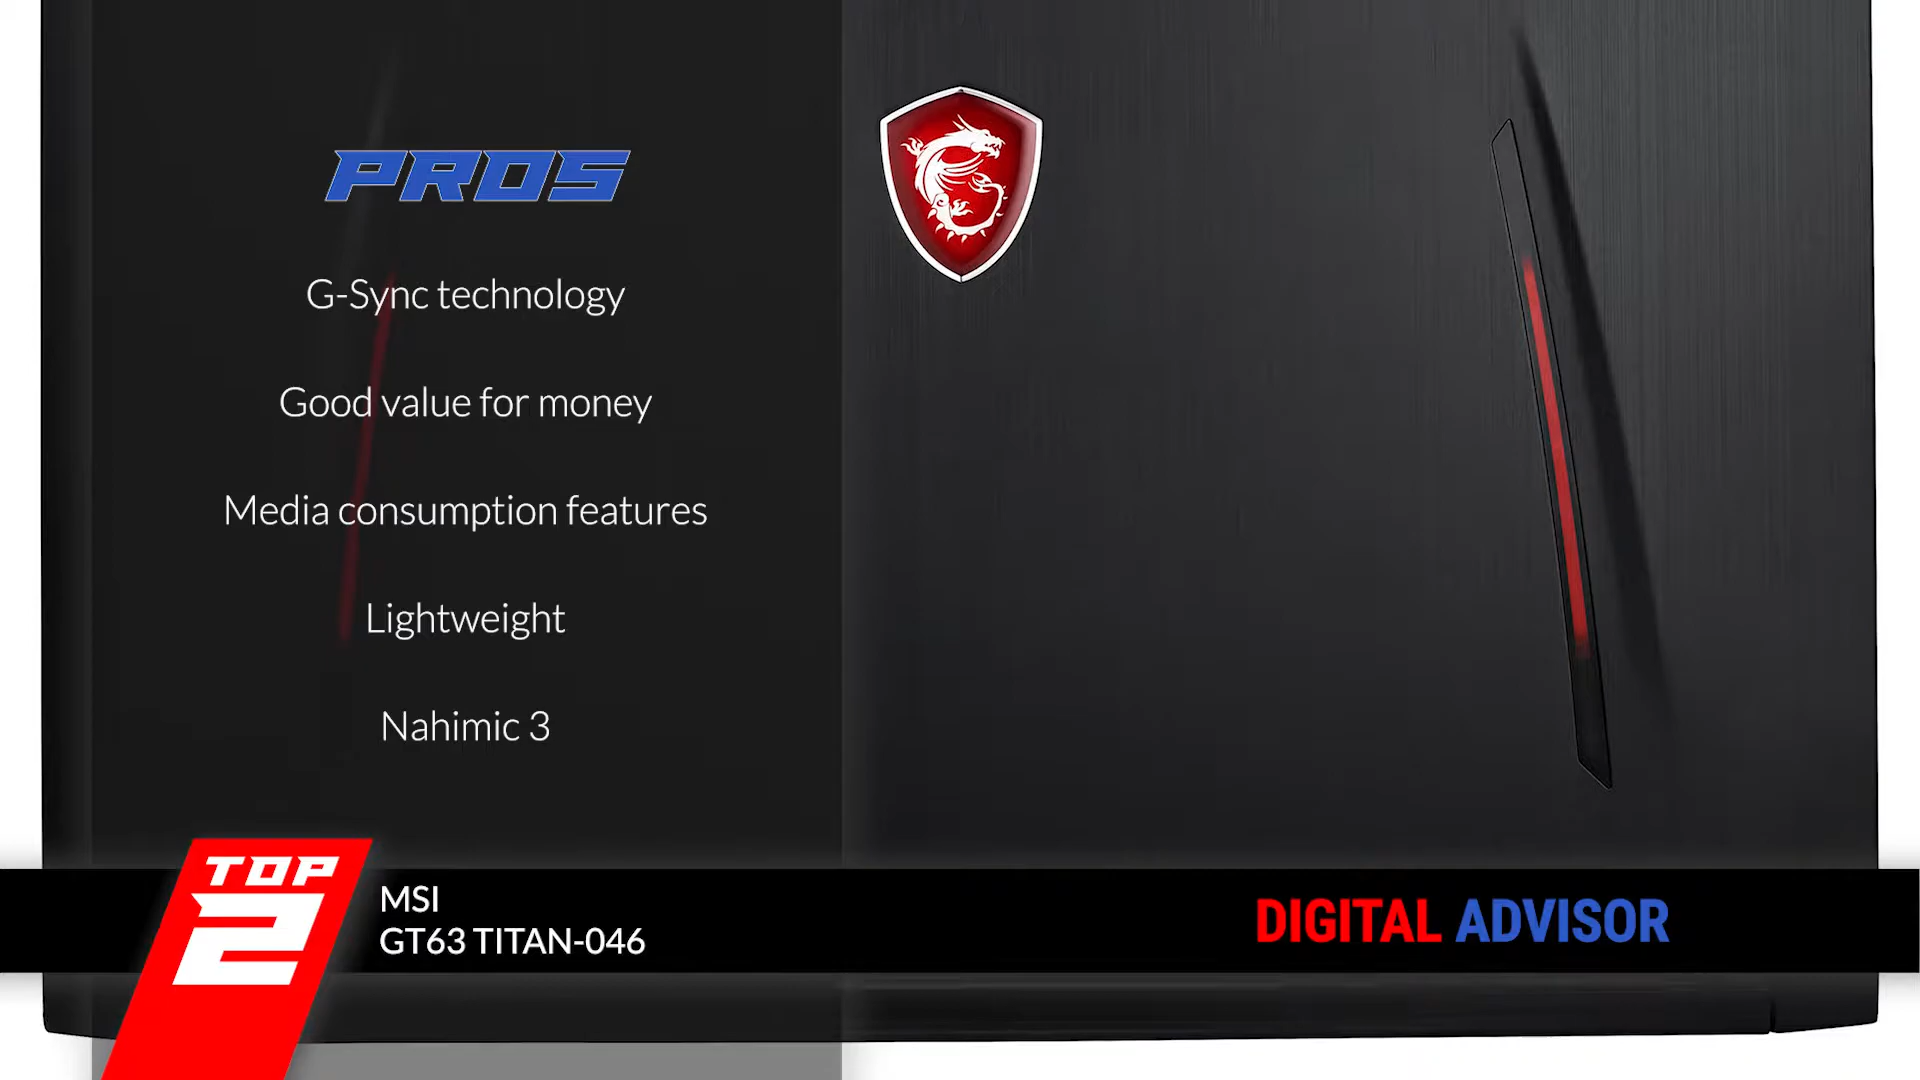 PROS
G-Sync technology
Good value for money
Media consumption features
Lightweight
Nahimic 3
TOP
2
MSI
GT63 TITAN-046
DIGITAL ADVISOR